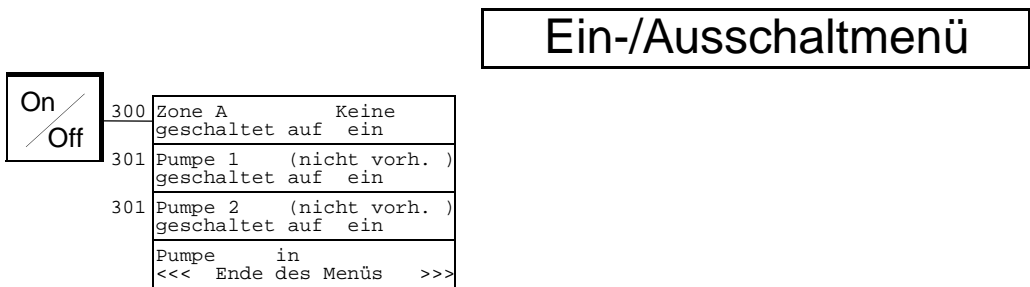 Ein-/Ausschaltmenü
On
Off
300 Zone A Keine
geschaltet auf ein
301 Pumpe 1 (nicht vorh. )
geschaltet auf ein
301 Pumpe 2 (nicht vorh. )
geschaltet auf ein
Pumpe in
<<< Ende des Menüs >>>